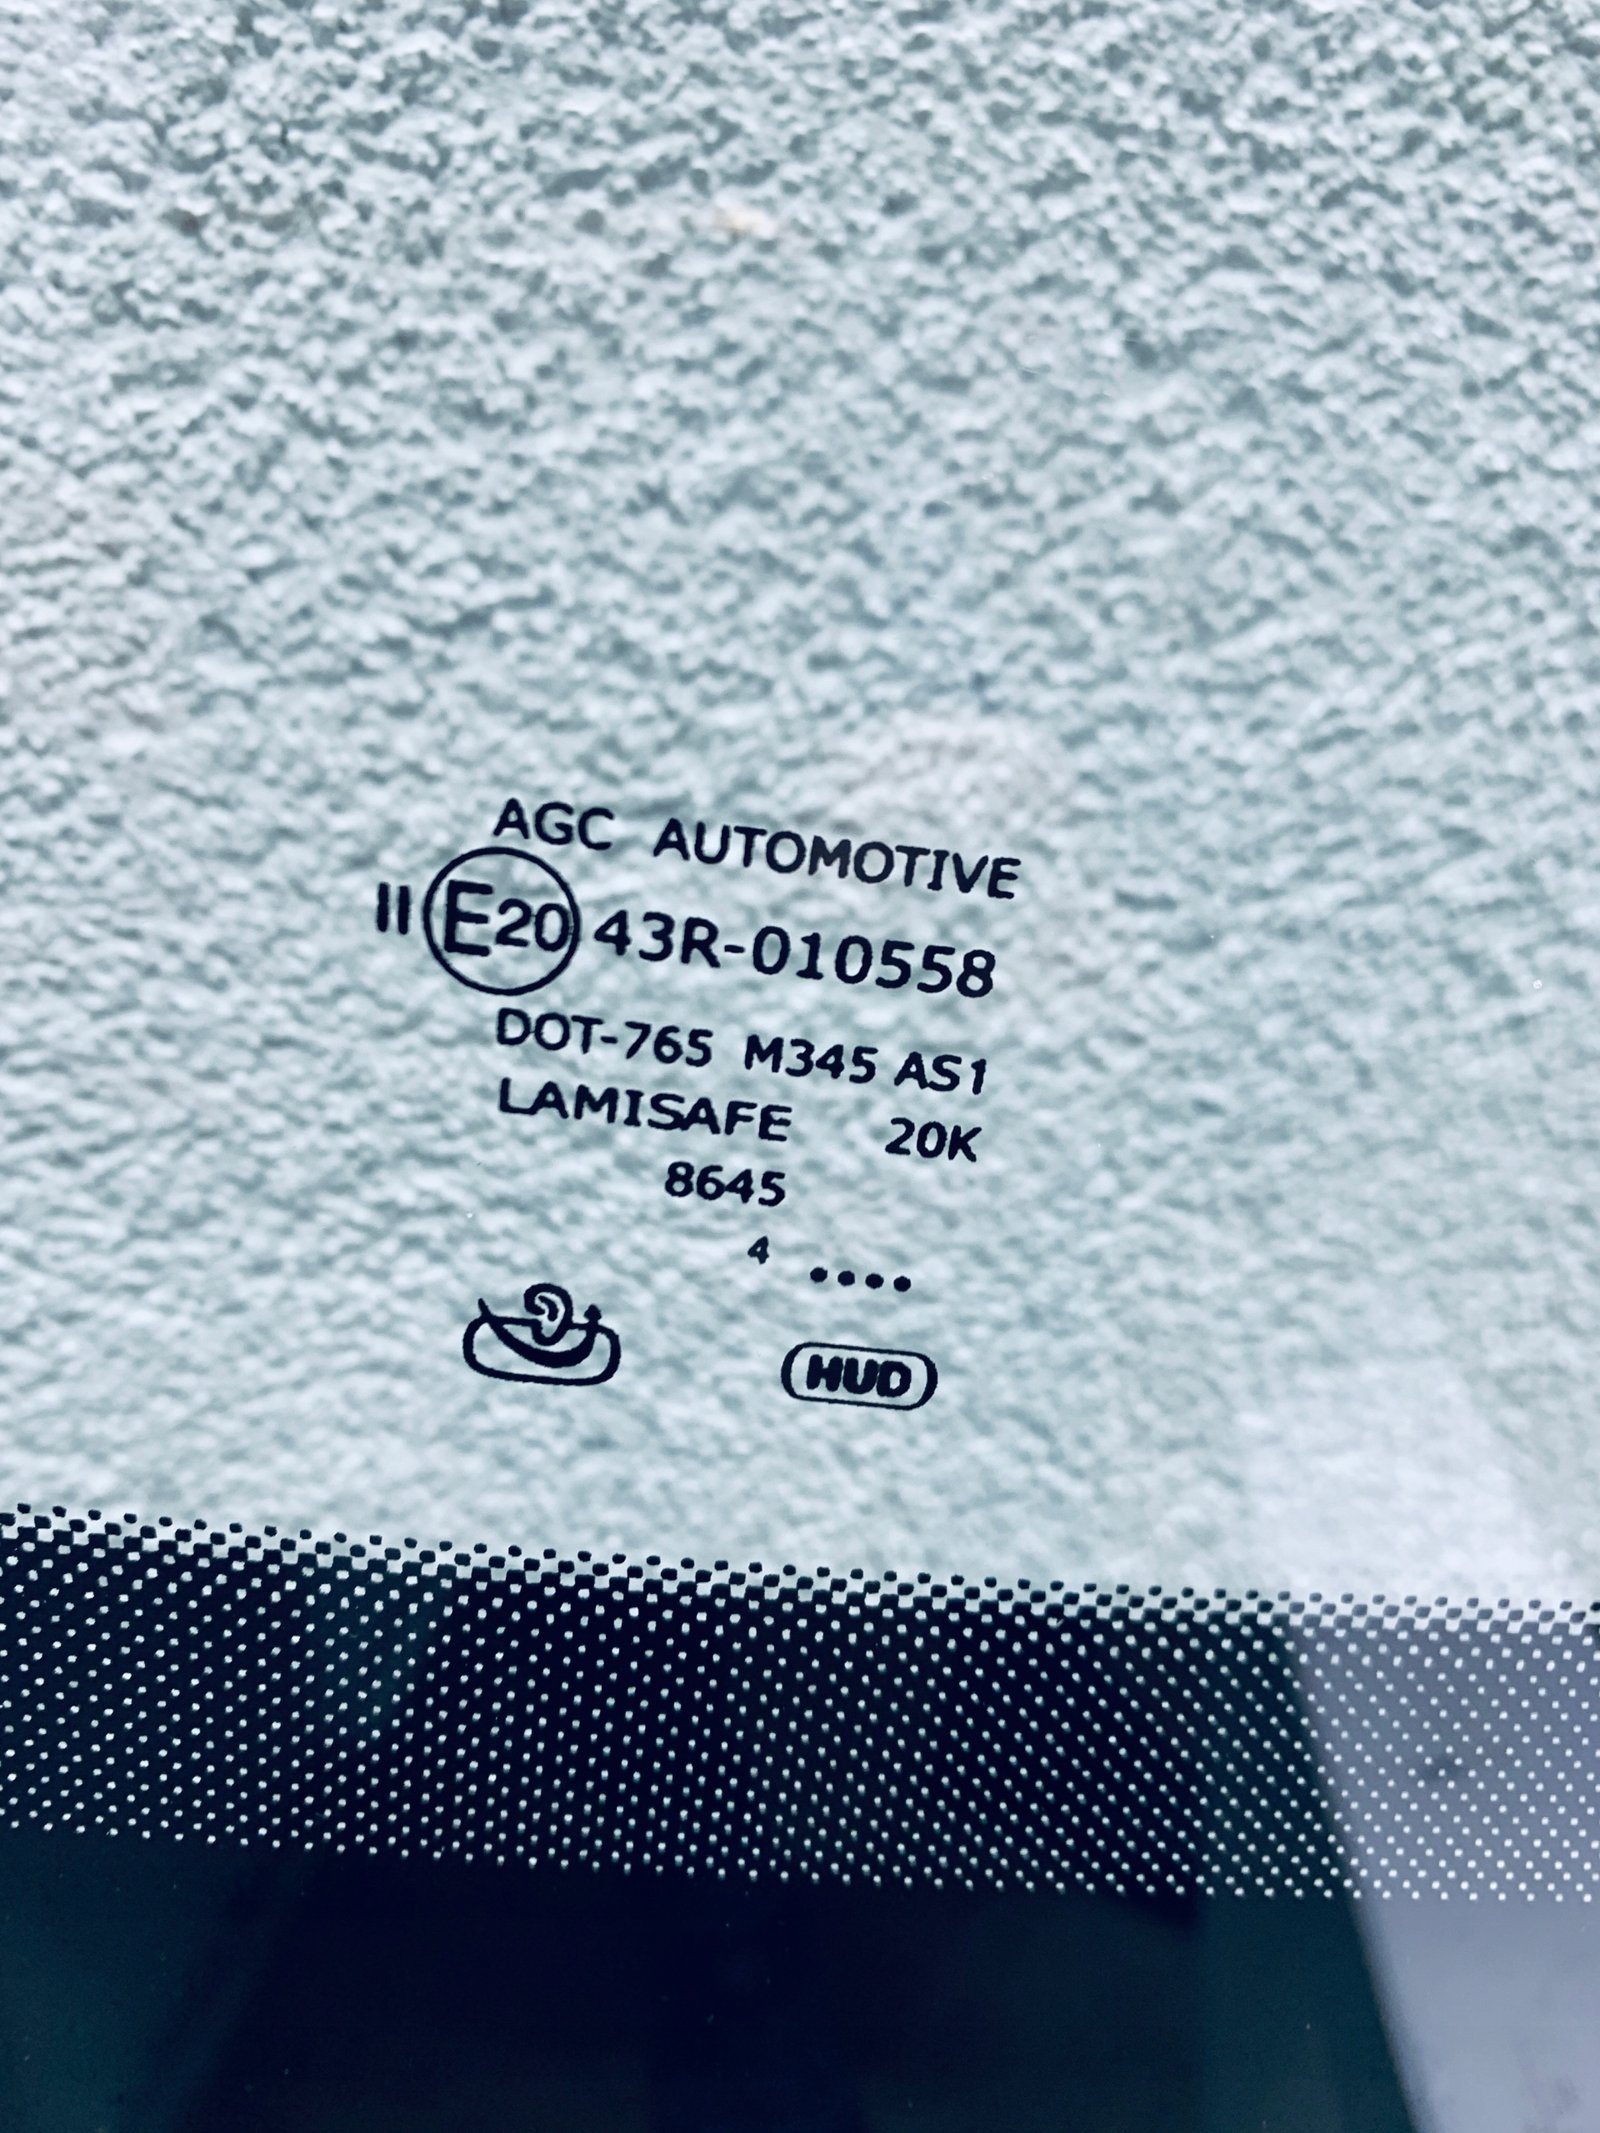 AGC AUTOMOTIVE
II E20 43R-010558
DOT-765 M345 AS1
LAMISAFE 20K
8645
4 ••••
HUD